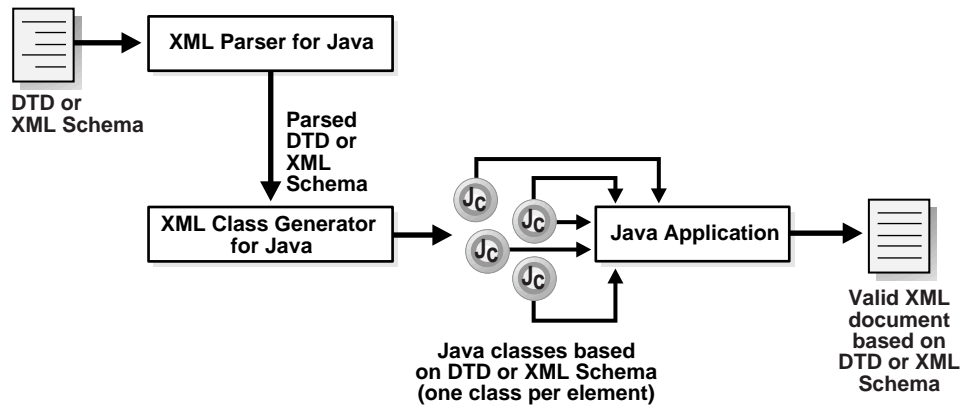 XML Parser for Java
DTD or
XML Schema
Parsed
DTD or
XML
Schema
XML Class Generator
for Java
Jc
Jc
Jc
Jc
Java Application
Java classes based
on DTD or XML Schema
(one class per element)
Valid XML
document
based on
DTD or XML
Schema